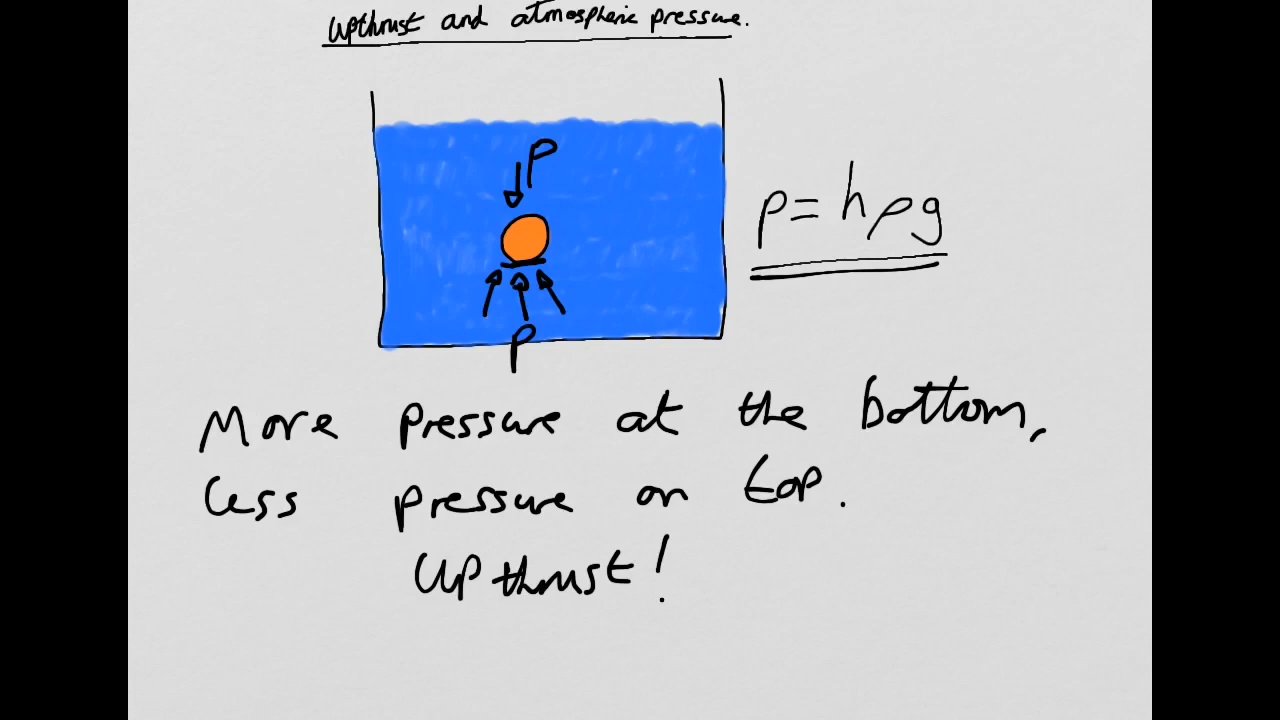 Upthrust and atmospheric pressure.
P
P = hρg
P
More pressure at the bottom,
less pressure on top.
Upthrust!